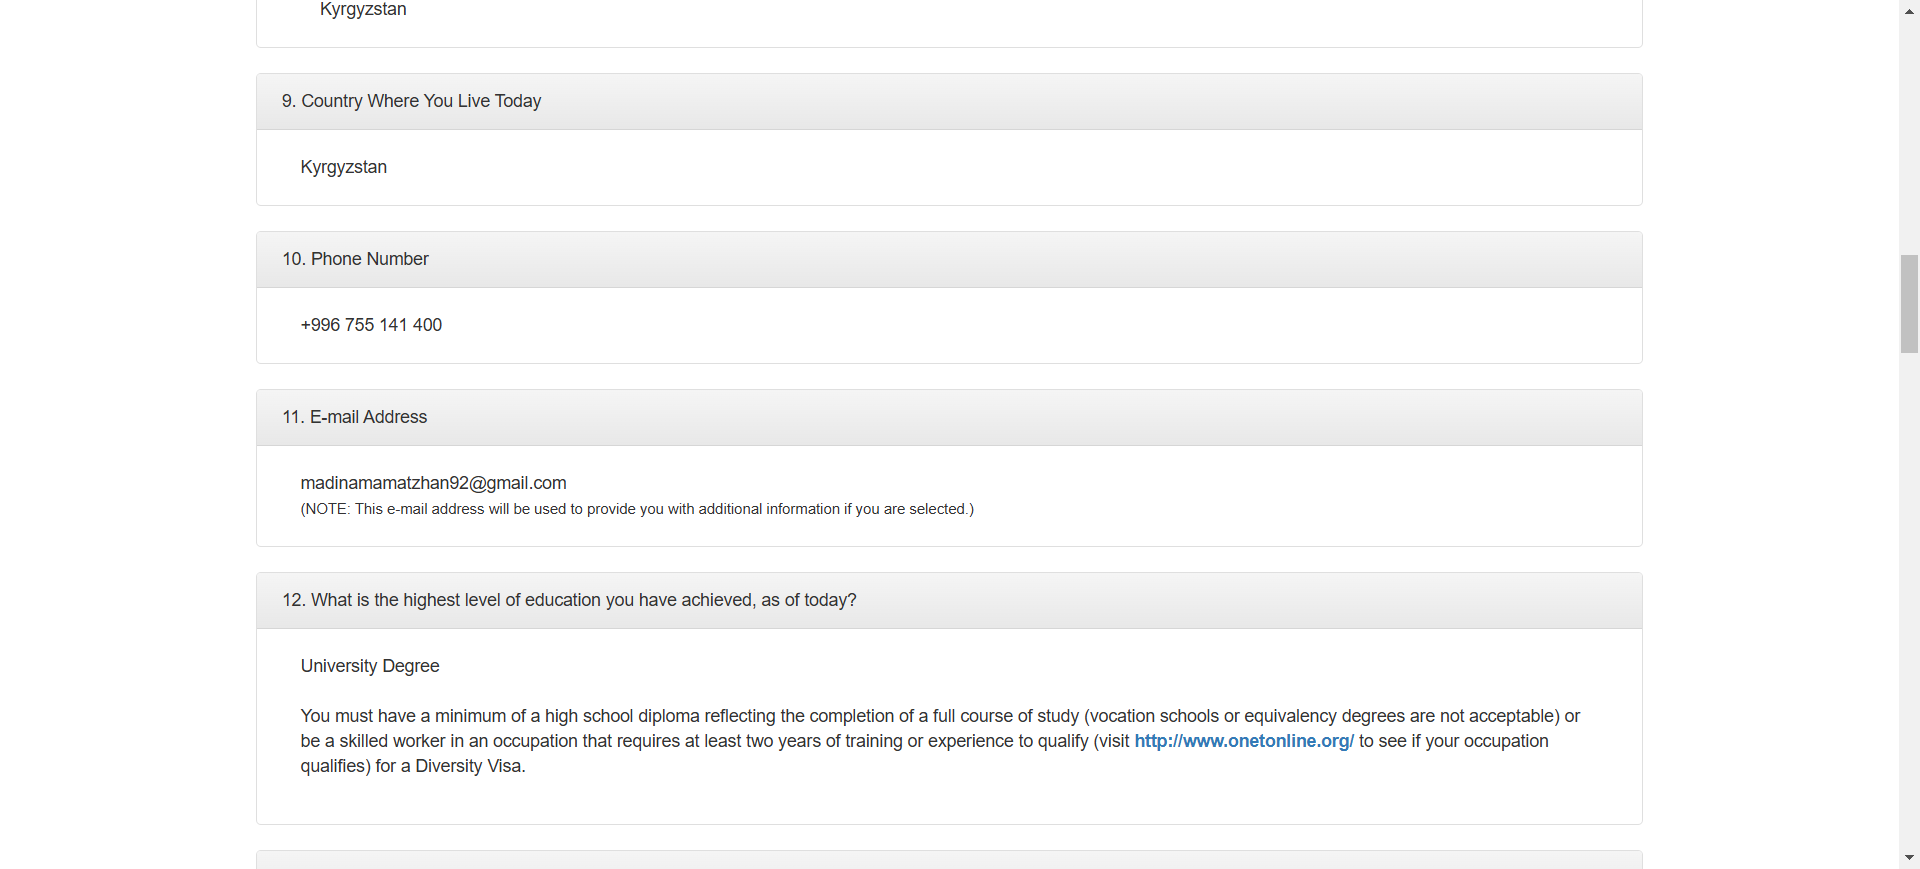 Kyrgyzstan
9. Country Where You Live Today
Kyrgyzstan
10. Phone Number
+996 755 141 400
11. E-mail Address
madinamamatzhan92@gmail.com
(NOTE: This e-mail address will be used to provide you with additional information if you are selected.)
12. What is the highest level of education you have achieved, as of today?
University Degree
You must have a minimum of a high school diploma reflecting the completion of a full course of study (vocation schools or equivalency degrees are not acceptable) or
be a skilled worker in an occupation that requires at least two years of training or experience to qualify (visit http://www.onetonline.org/ to see if your occupation
qualifies) for a Diversity Visa.